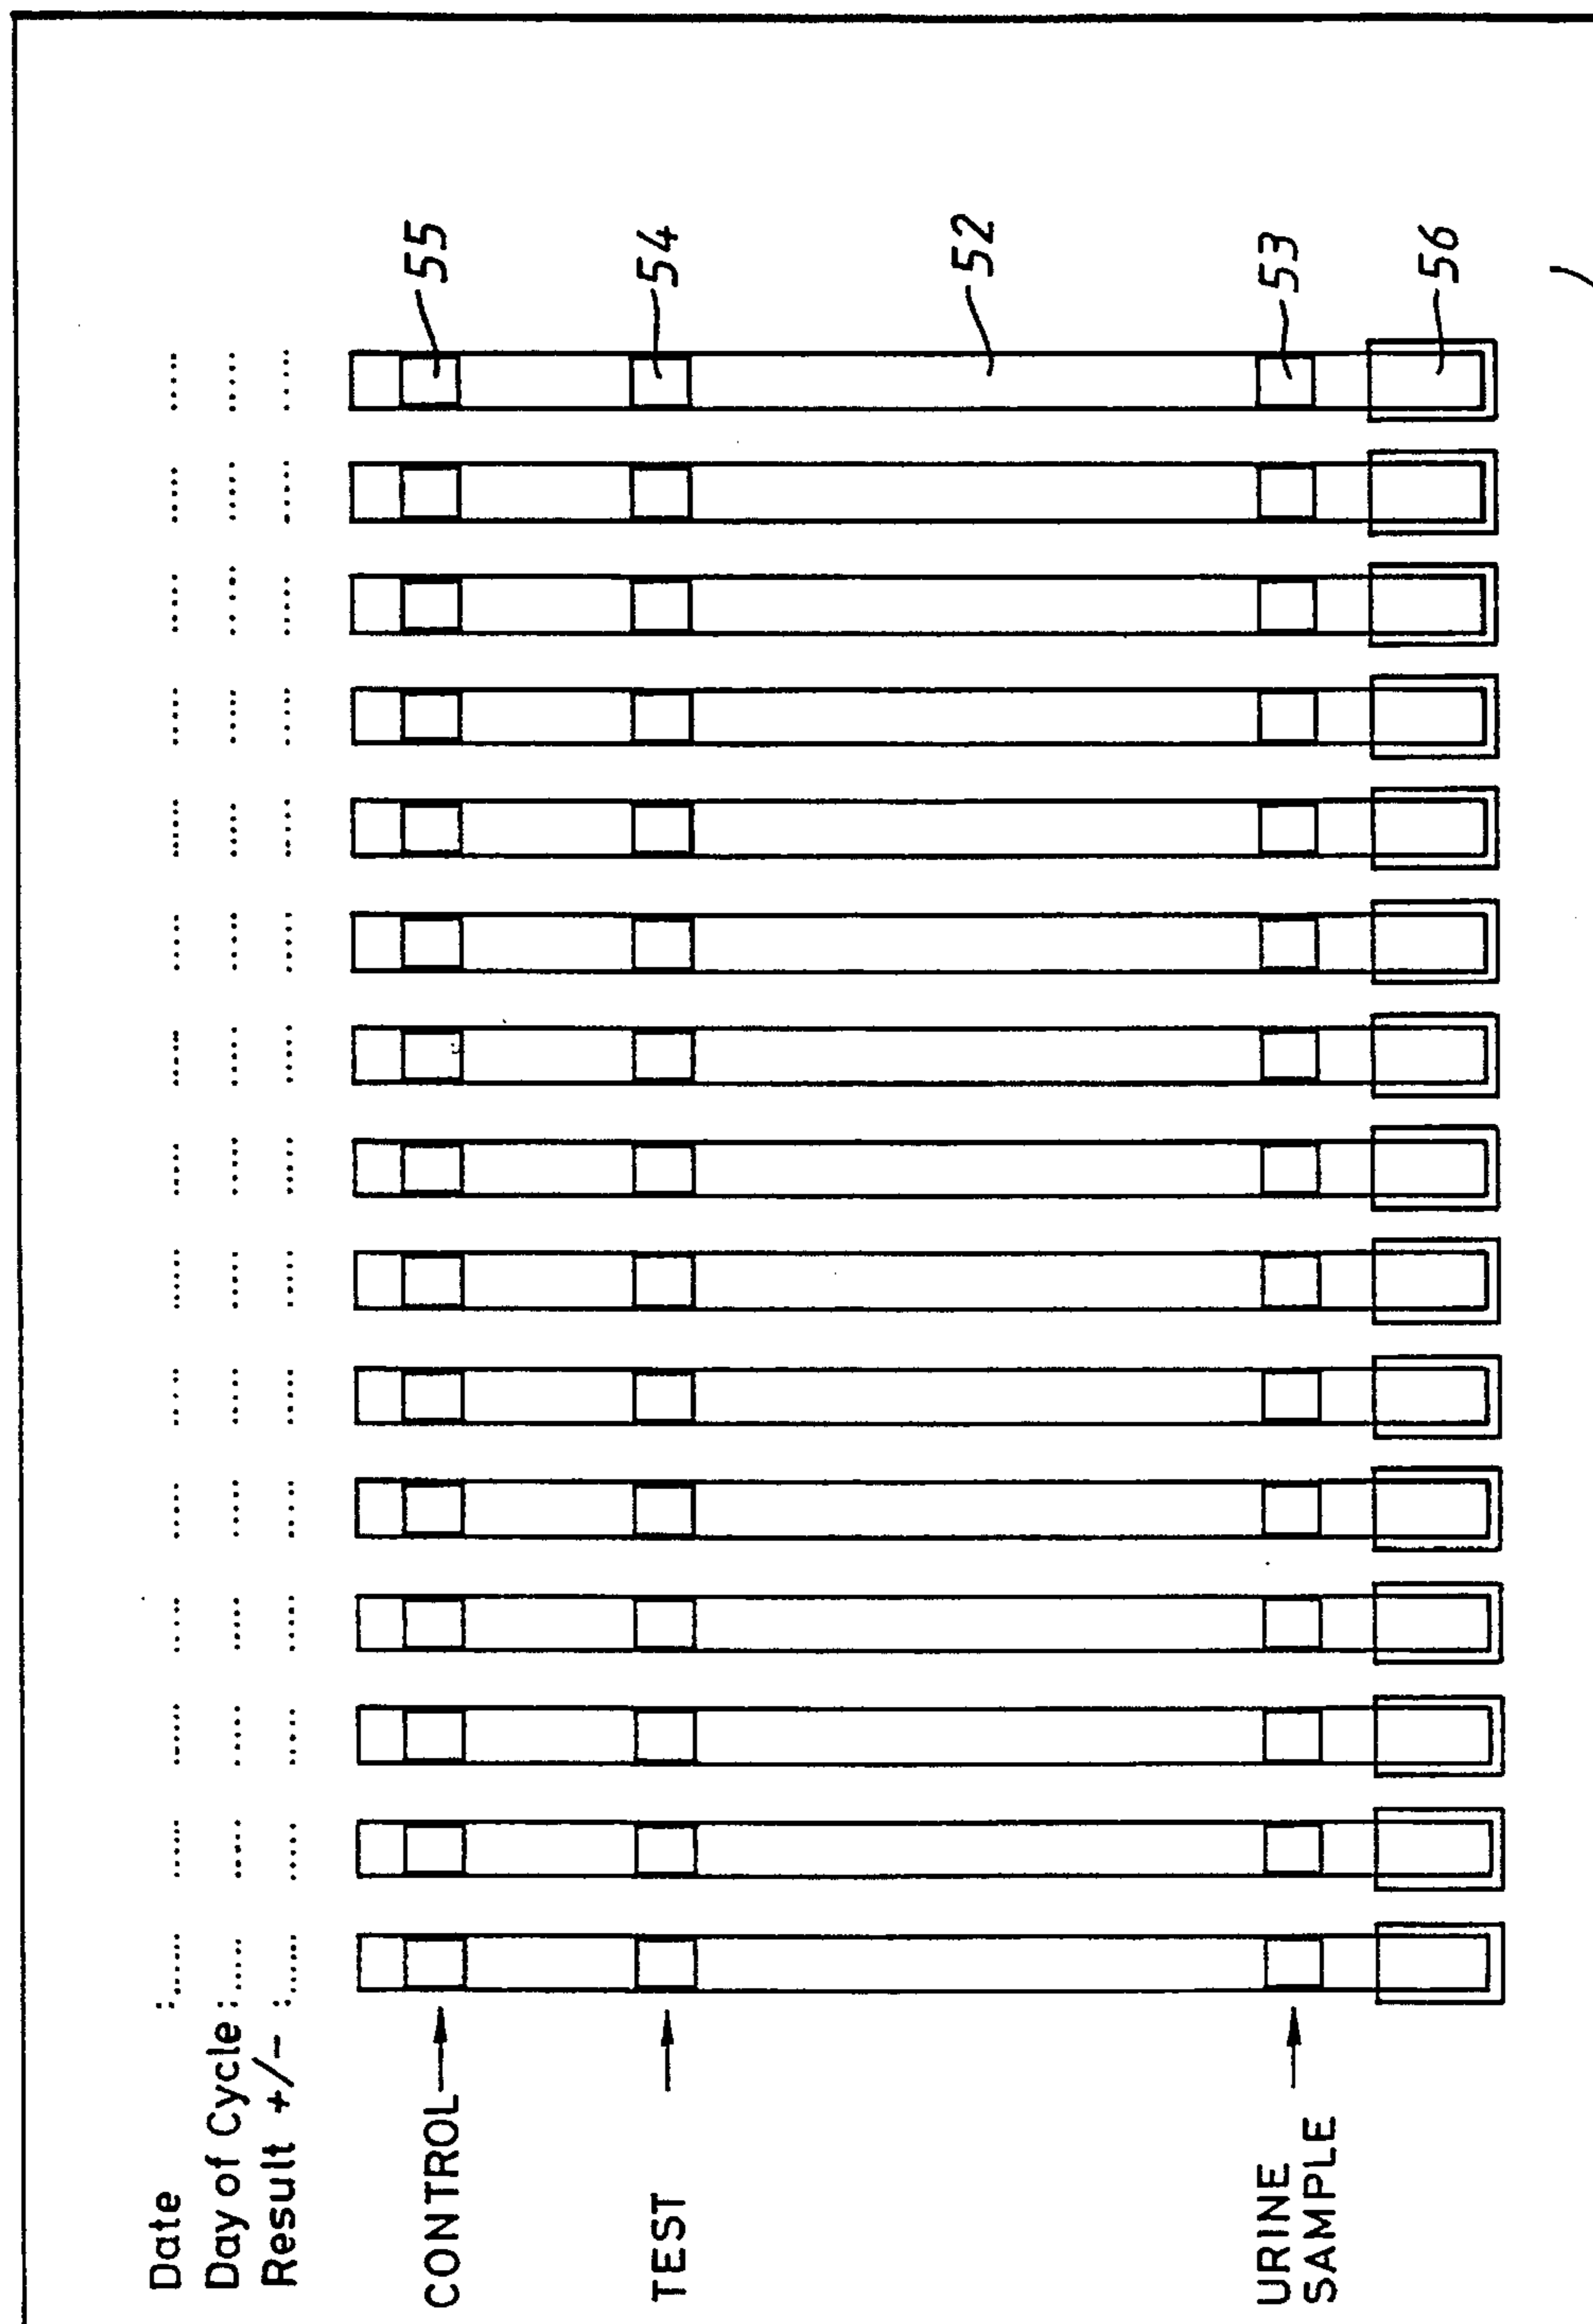 Date :......
Day of Cycle:.....
Result +/- :......
CONTROL
TEST
URINE
SAMPLE
55
54
52
53
56